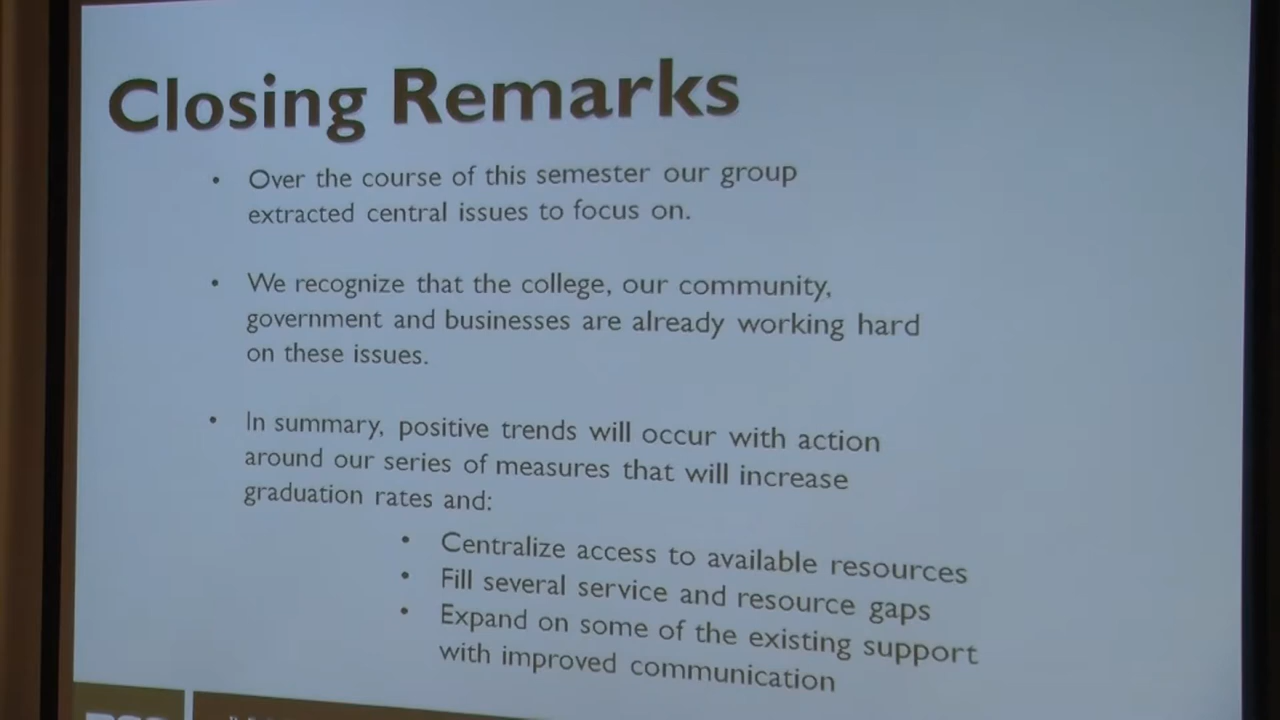 Closing Remarks
• Over the course of this semester our group
extracted central issues to focus on.
• We recognize that the college, our community,
government and businesses are already working hard
on these issues.
• In summary, positive trends will occur with action
around our series of measures that will increase
graduation rates and:
• Centralize access to available resources
• Fill several service and resource gaps
• Expand on some of the existing support
with improved communication